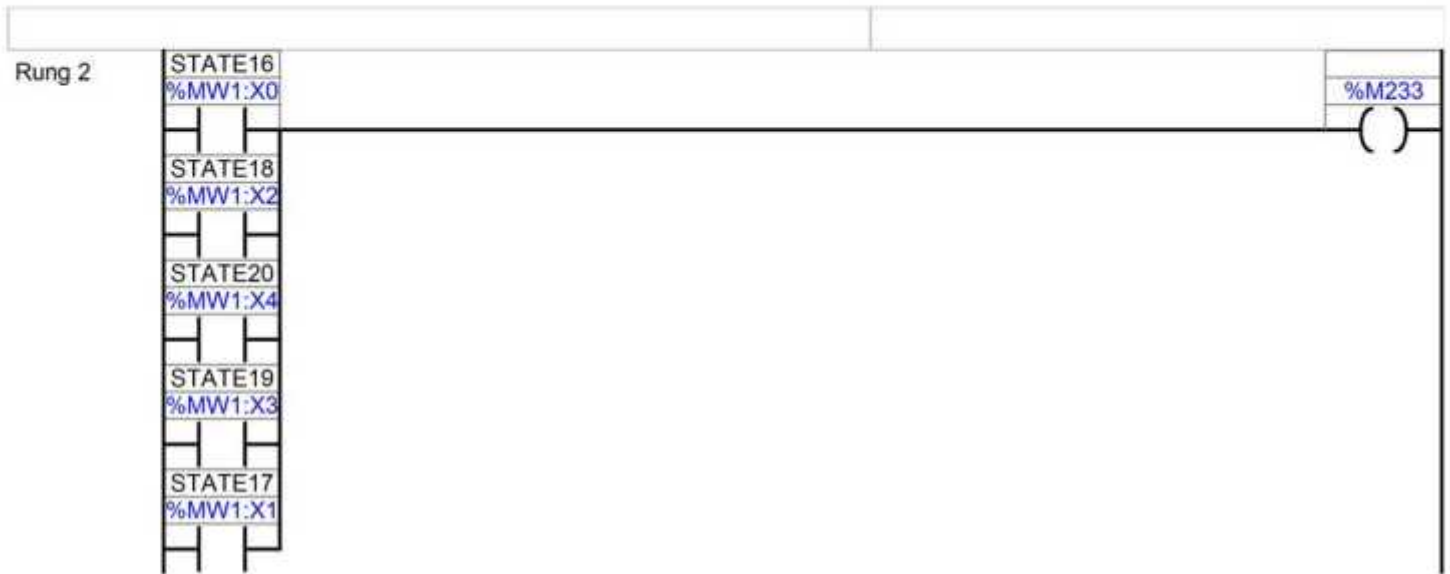 Rung 2
STATE16
%MW1:X0
%M233
STATE18
%MW1:X2
STATE20
%MW1:X4
STATE19
%MW1:X3
STATE17
%MW1:X1